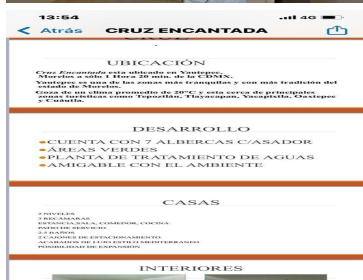 13:54
4G
Atrás
CRUZ ENCANTADA
UBICACIÓN
Cruz Encantada esta ubicado en Yautepec,
Morelos a sólo 1 Hora 20 min. de la CDMX.
Yautepec es una de las zonas más tranquilas y con más tradición del
estado de Morelos.
Goza de un clima promedio de 20°C y esta cerca de principales
zonas turísticas como Tepoztlán, Tlayacapan, Yacapixtla, Oaxtepec
y Cuautla.
DESARROLLO
CUENTA CON 7 ALBERCAS C/ASADOR
ÁREAS VERDES
PLANTA DE TRATAMIENTO DE AGUAS
AMIGABLE CON EL AMBIENTE
CASAS
2 NIVELES
3 RECÁMARAS
ESTANCIA, SALA, COMEDOR, COCINA
PATIO DE SERVICIO
2.5 BAÑOS
2 CAJONES DE ESTACIONAMIENTO
ACABADOS DE LUJO ESTILO MEDITERRANEO
POSIBILIDAD DE EXPANSIÓN
INTERIORES